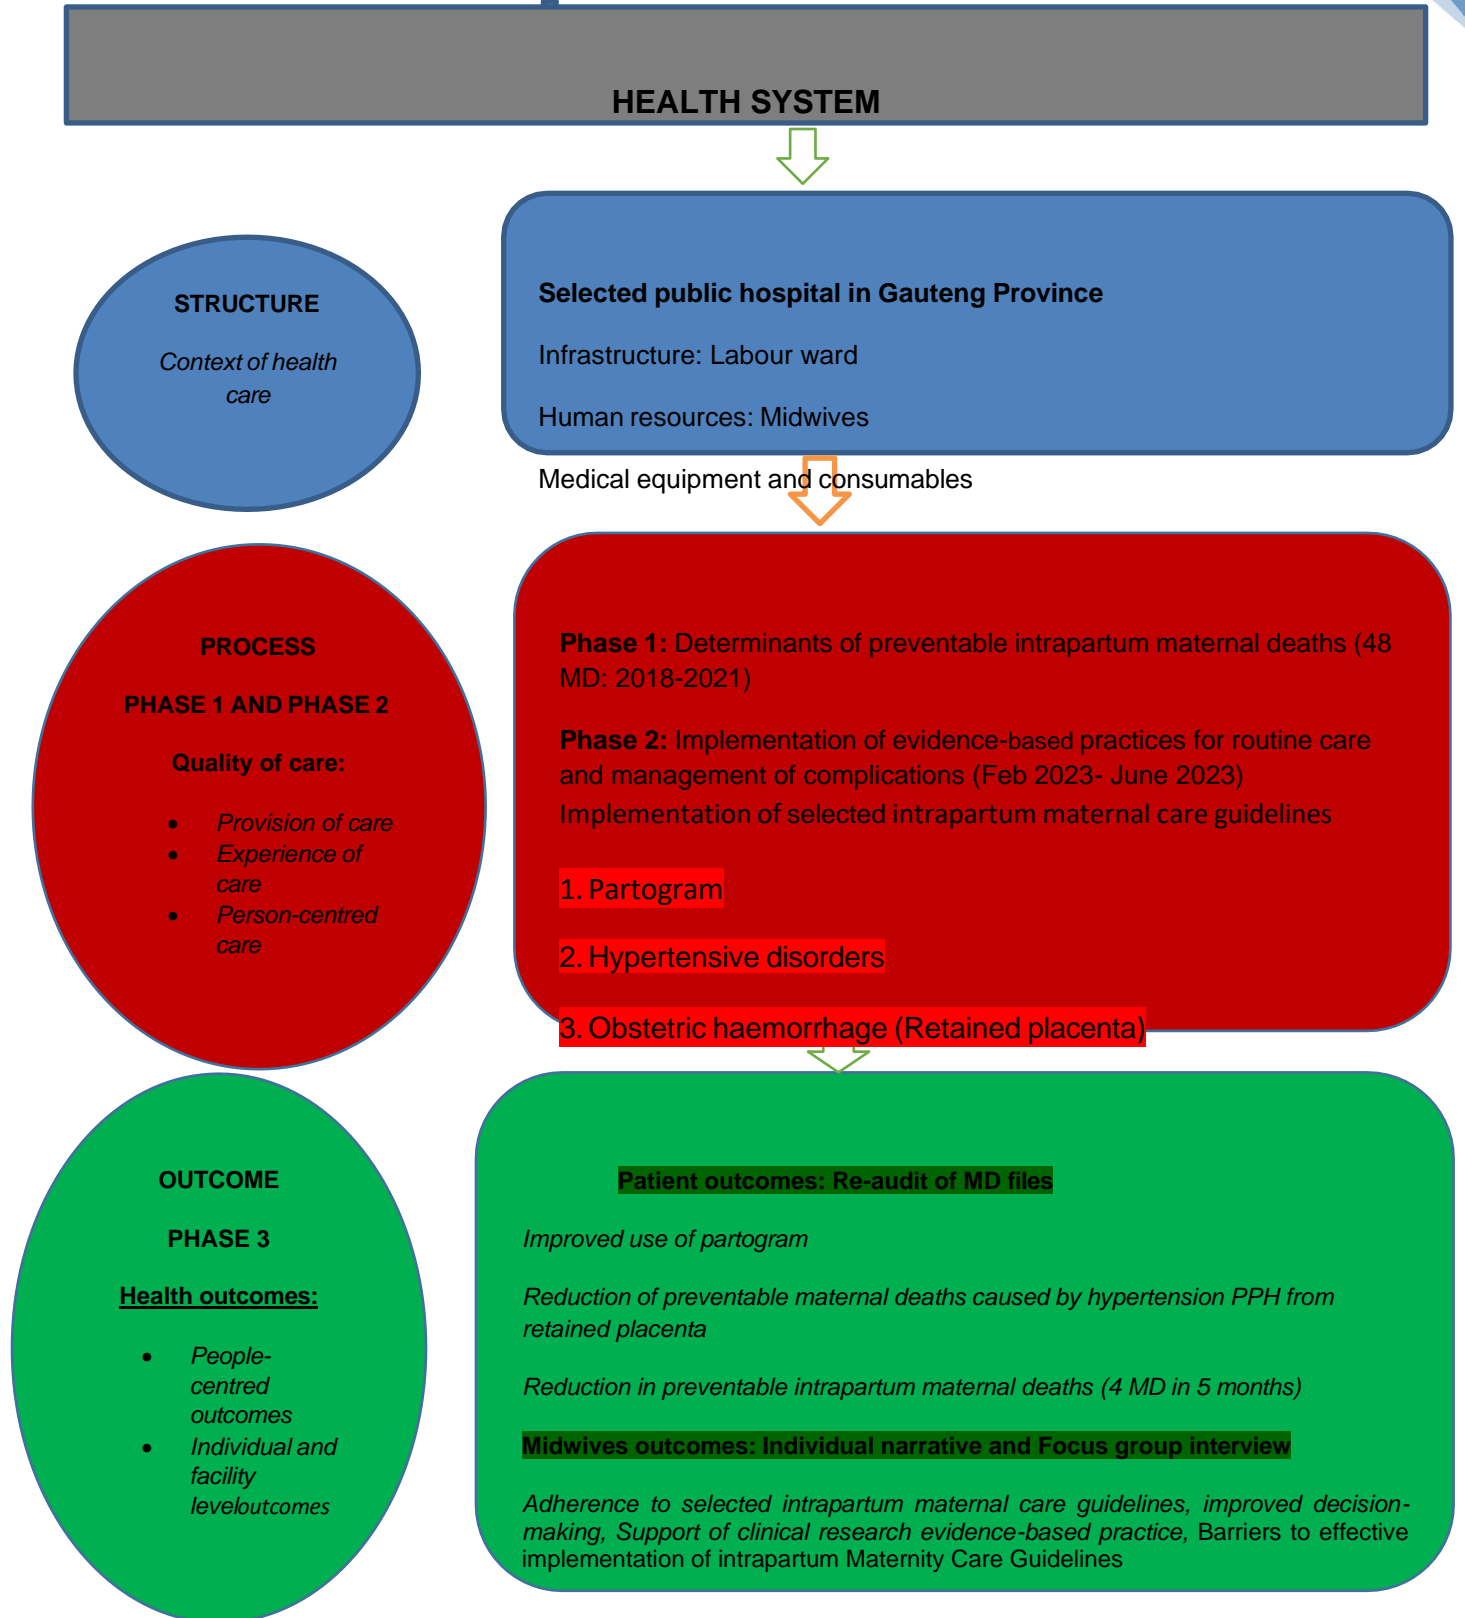 HEALTH SYSTEM
STRUCTURE
Context of health
care
Selected public hospital in Gauteng Province
Infrastructure: Labour ward
Human resources: Midwives
Medical equipment and consumables
PROCESS
PHASE 1 AND PHASE 2
Quality of care:
• Provision of care
• Experience of
care
• Person-centred
care
Phase 1: Determinants of preventable intrapartum maternal deaths (48
MD: 2018-2021)
Phase 2: Implementation of evidence-based practices for routine care
and management of complications (Feb 2023- June 2023)
Implementation of selected intrapartum maternal care guidelines
1. Partogram
2. Hypertensive disorders
3. Obstetric haemorrhage (Retained placenta)
OUTCOME
PHASE 3
Health outcomes:
• People-
centred
outcomes
• Individual and
facility
leveloutcomes
Patient outcomes: Re-audit of MD files
Improved use of partogram
Reduction of preventable maternal deaths caused by hypertension PPH from
retained placenta
Reduction in preventable intrapartum maternal deaths (4 MD in 5 months)
Midwives outcomes: Individual narrative and Focus group interview
Adherence to selected intrapartum maternal care guidelines, improved decision-
making, Support of clinical research evidence-based practice, Barriers to effective
implementation of intrapartum Maternity Care Guidelines